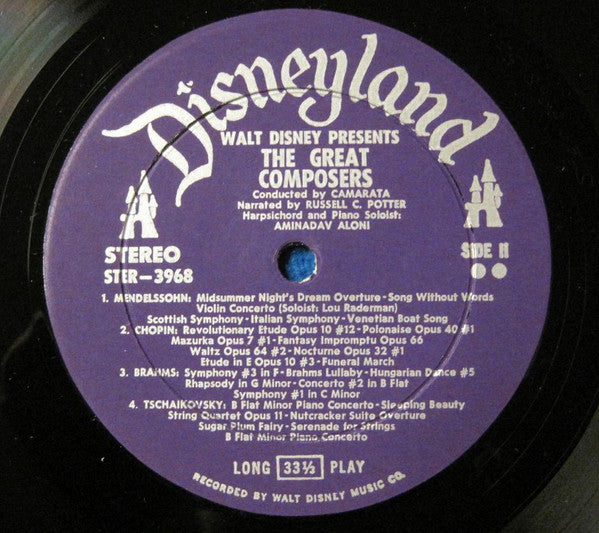 Disneyland
WALT DISNEY PRESENTS
THE GREAT
COMPOSERS
Conducted by CAMARATA
Narrated by RUSSELL C. POTTER
Harpsichord and Piano Soloist:
AMINADAV ALONI
STEREO
STER-3968
SIDE II
1. MENDELSSOHN: Midsummer Night's Dream Overture - Song Without Words
Violin Concerto (Soloist: Lou Raderman)
Scottish Symphony - Italian Symphony - Venetian Boat Song
2. CHOPIN: Revolutionary Etude Opus 10 #12 - Polonaise Opus 40 #1
Mazurka Opus 7 #1 - Fantasy Impromptu Opus 66
Waltz Opus 64 #2 - Nocturne Opus 32 #1
Etude in E Opus 10 #3 - Funeral March
3. BRAHMS: Symphony #3 in F - Brahms Lullaby - Hungarian Dance #5
Rhapsody in G Minor - Concerto #2 in B Flat
Symphony #1 in C Minor
4. TSCHAIKOVSKY: B Flat Minor Piano Concerto - Sleeping Beauty
String Quartet Opus 11 - Nutcracker Suite Overture
Sugar Plum Fairy - Serenade for Strings
B Flat Minor Piano Concerto
LONG 33⅓ PLAY
RECORDED BY WALT DISNEY MUSIC CO.